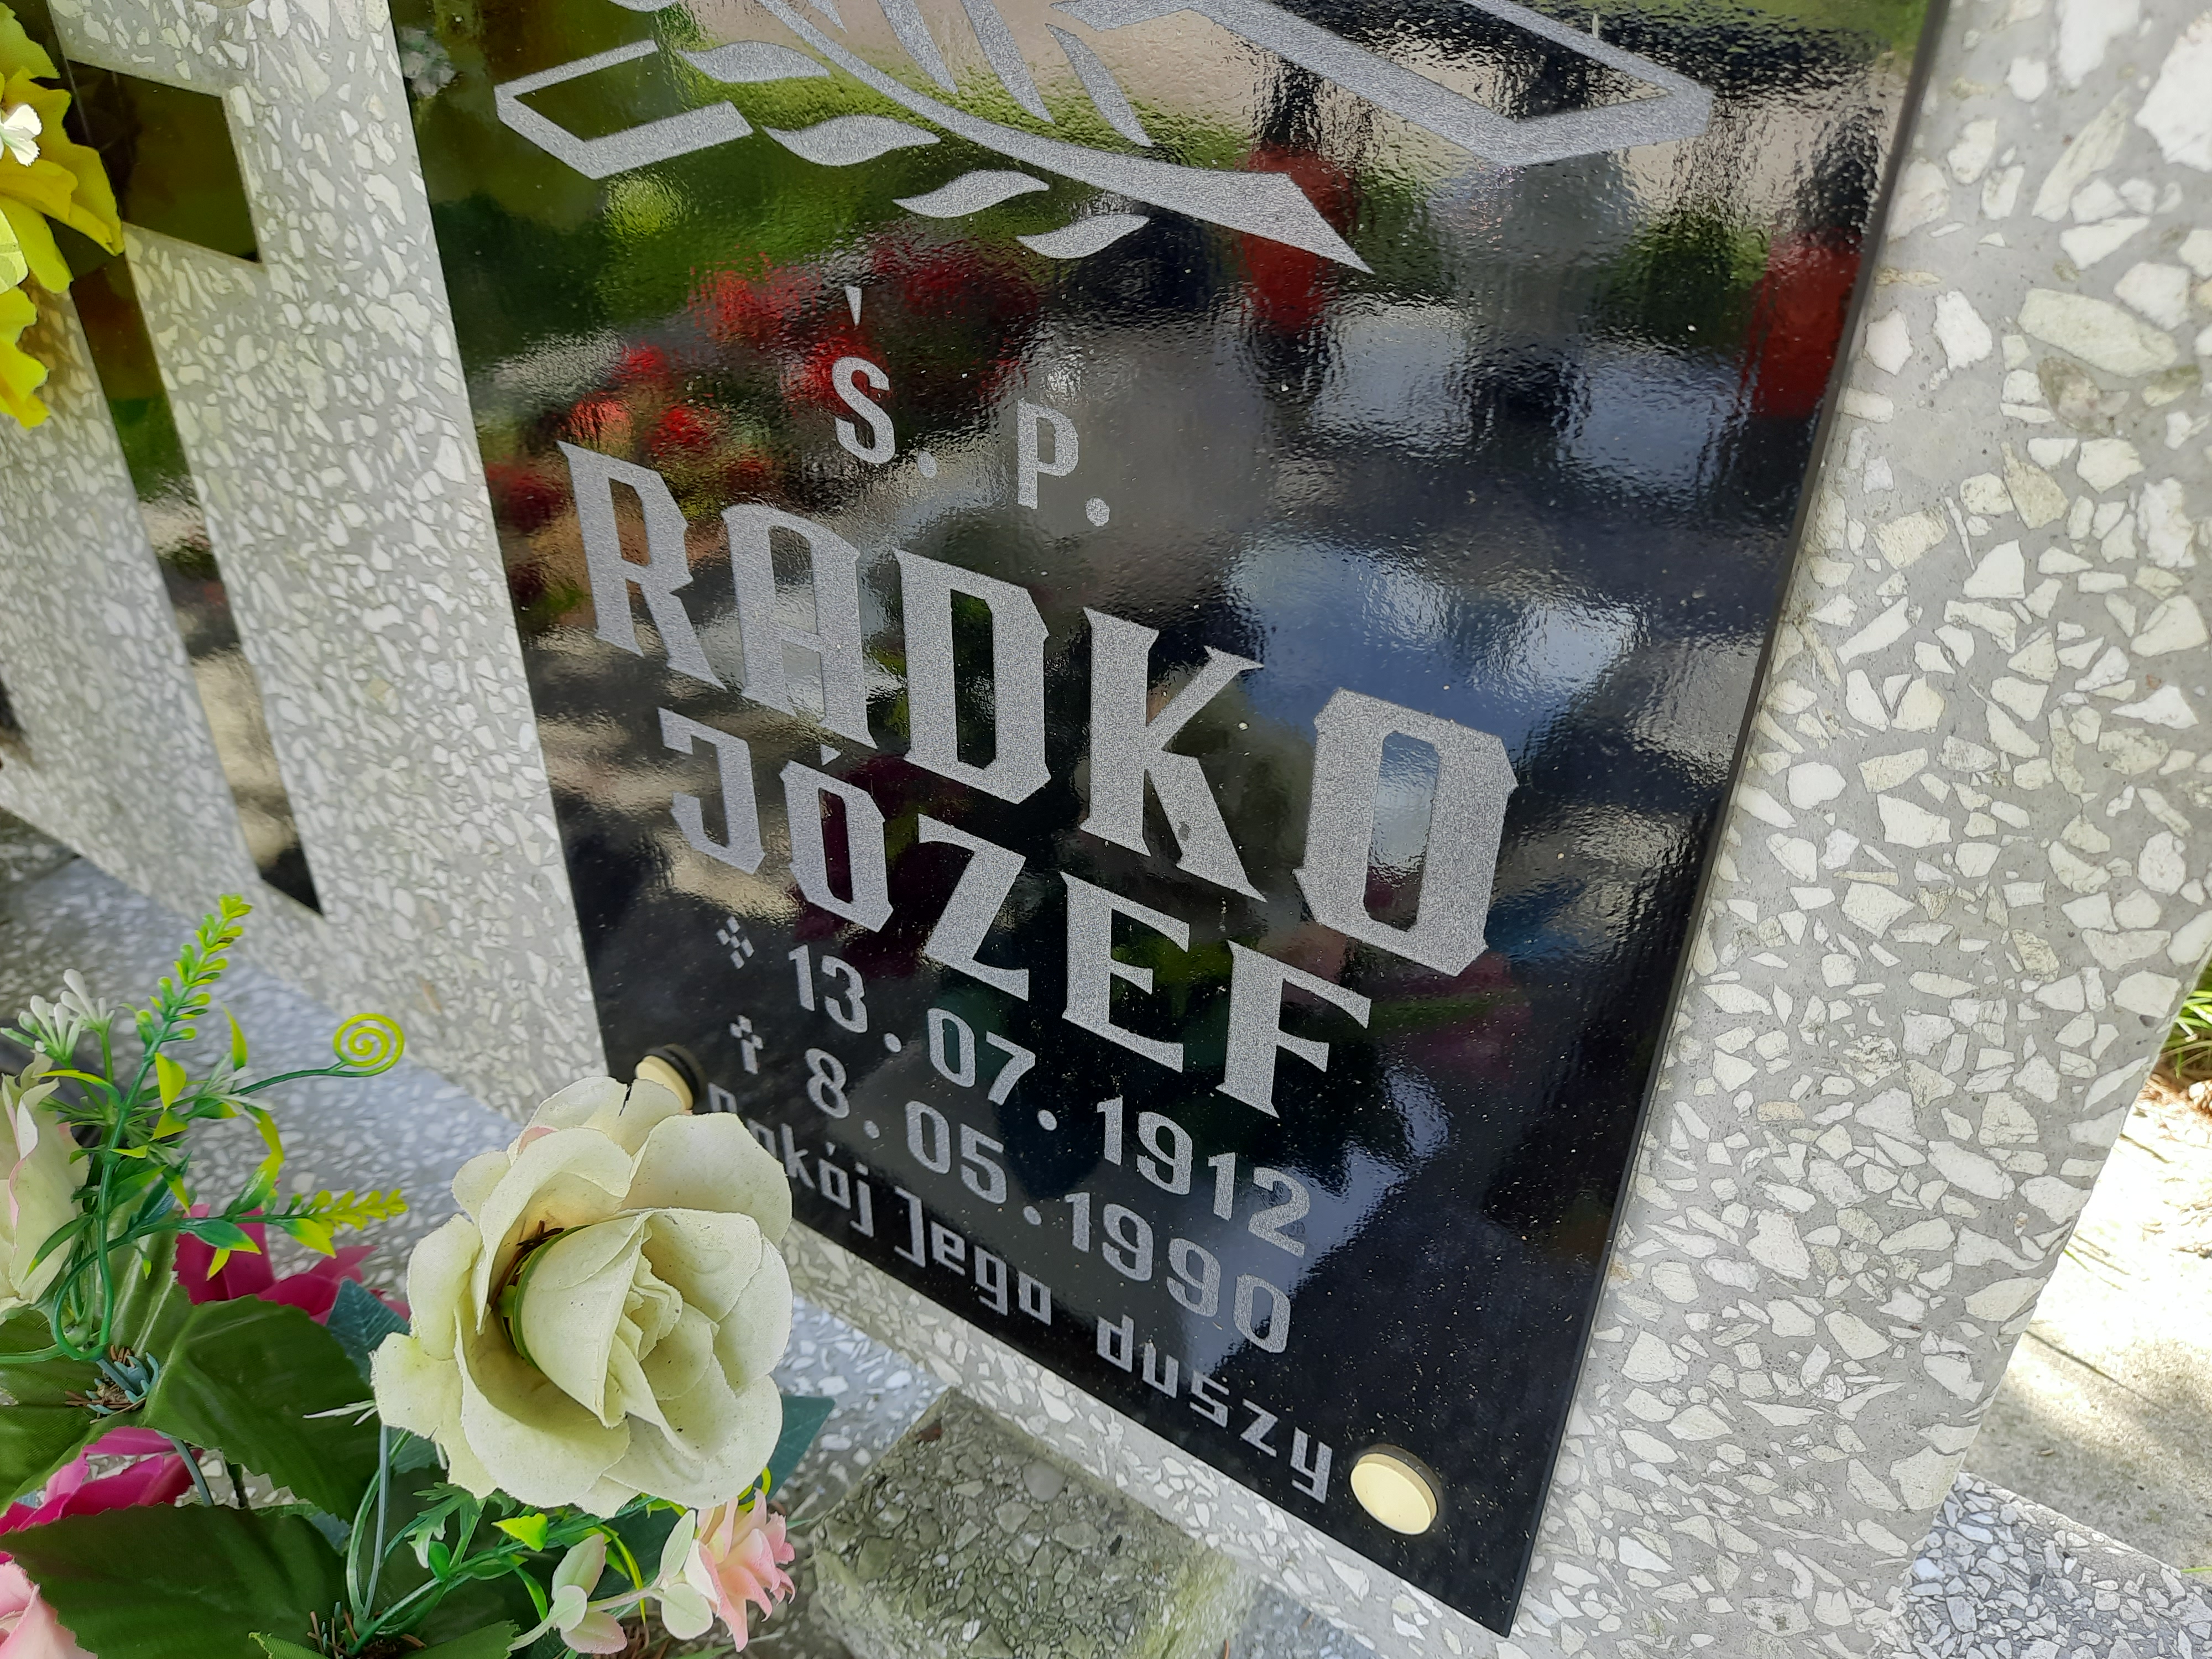 Ś. P.
RADKO
JÓZEF
13.07.1912
8.05.1990
Pokój Jego duszy